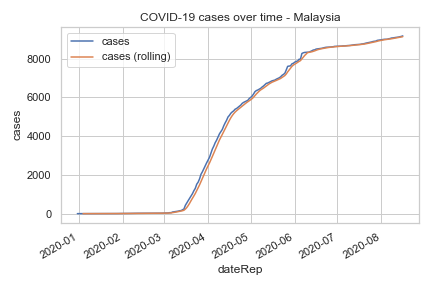 COVID-19 cases over time - Malaysia
cases
cases (rolling)
8000
6000
4000
2000
0
cases
2020-01
2020-02
2020-03
2020-04
2020-05
2020-06
2020-07
2020-08
dateRep